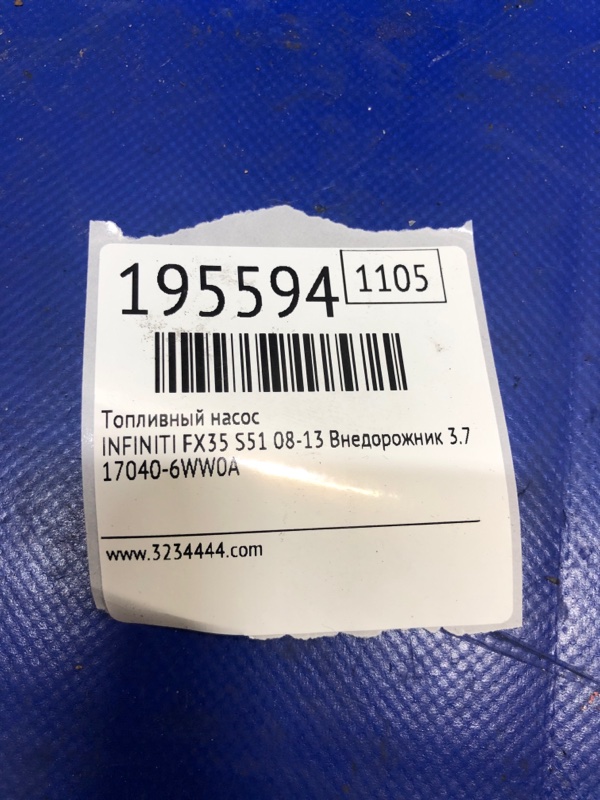 195594 1105
Топливный насос
INFINITI FX35 S51 08-13 Внедорожник 3.7
17040-6WW0A
www.3234444.com